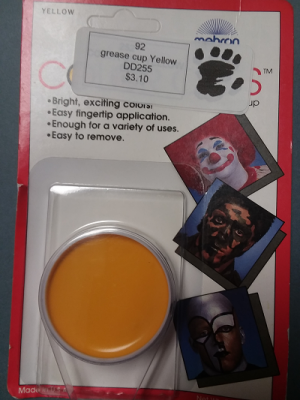 YELLOW
mehron
92
grease cup Yellow
DD255
$3.10
TM
•Bright, exciting colors!
•Easy fingertip application.
•Enough for a variety of uses.
•Easy to remove.